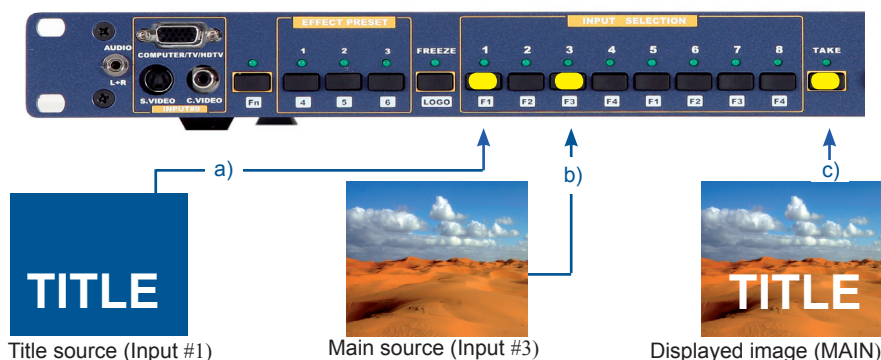 EFFECT PRESET
INPUT SELECTION
AUDIO
COMPUTER/TV/HDTV
1 2 3
FREEZE
1 2 3 4 5 6 7 8
TAKE
L+R
S.VIDEO C.VIDEO
Fn
4 5 6
LOGO
F1 F2 F3 F4 F1 F2 F3 F4
a)
b)
c)
TITLE
TITLE
Title source (Input #1)
Main source (Input #3)
Displayed image (MAIN)